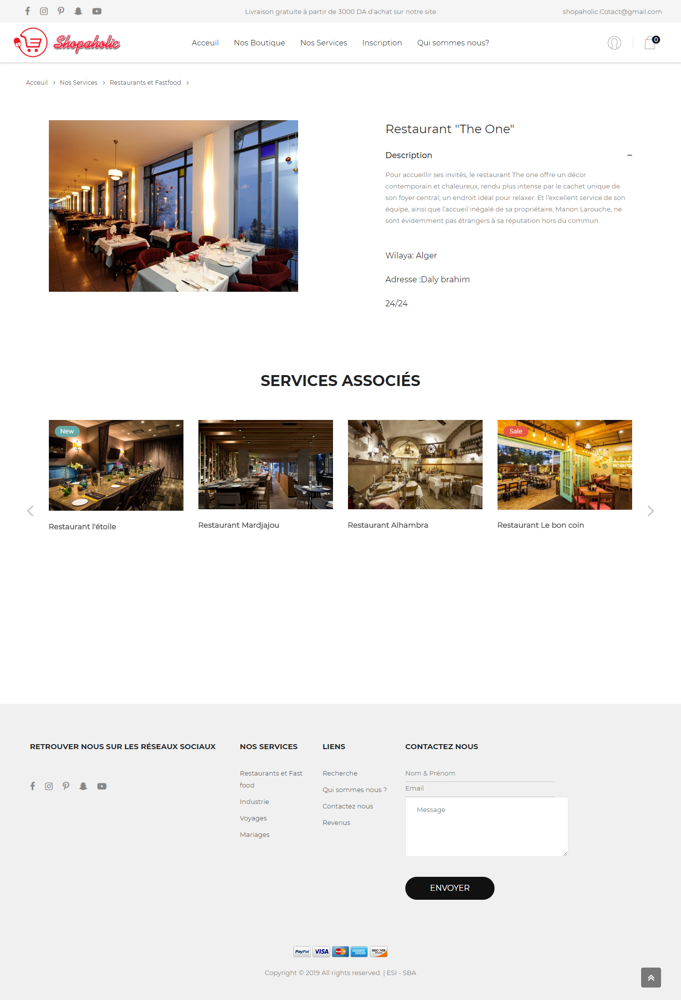 Livraison gratuite à partir de 3000 DA d'achat sur notre site
shopaholic.Cotact@gmail.com
Shopaholic
Acceuil
Nos Boutique
Nos Services
Inscription
Qui sommes nous?
0
Acceuil > Nos Services > Restaurants et Fastfood >
Restaurant "The One"
Description
Pour accueillir ses invités, le restaurant The one offre un décor
contemporain et chaleureux, rendu plus intense par le cachet unique de
son foyer central; un endroit idéal pour relaxer. Et l’excellent service de son
équipe, ainsi que l’accueil inégalé de sa propriétaire, Manon Larouche, ne
sont évidemment pas étrangers à sa réputation hors du commun.
Wilaya: Alger
Adresse :Daly brahim
24/24
SERVICES ASSOCIÉS
New
Sale
Restaurant l'étoile
Restaurant Mardjajou
Restaurant Alhambra
Restaurant Le bon coin
RETROUVER NOUS SUR LES RÉSEAUX SOCIAUX
NOS SERVICES
Restaurants et Fast
food
Industrie
Voyages
Mariages
LIENS
Recherche
Qui sommes nous ?
Contactez nous
Revenus
CONTACTEZ NOUS
Nom & Prénom
Email
Message
ENVOYER
PayPal
VISA
MasterCard
AMERICAN EXPRESS
DISCOVER NETWORK
Copyright © 2019 All rights reserved. | ESI - SBA